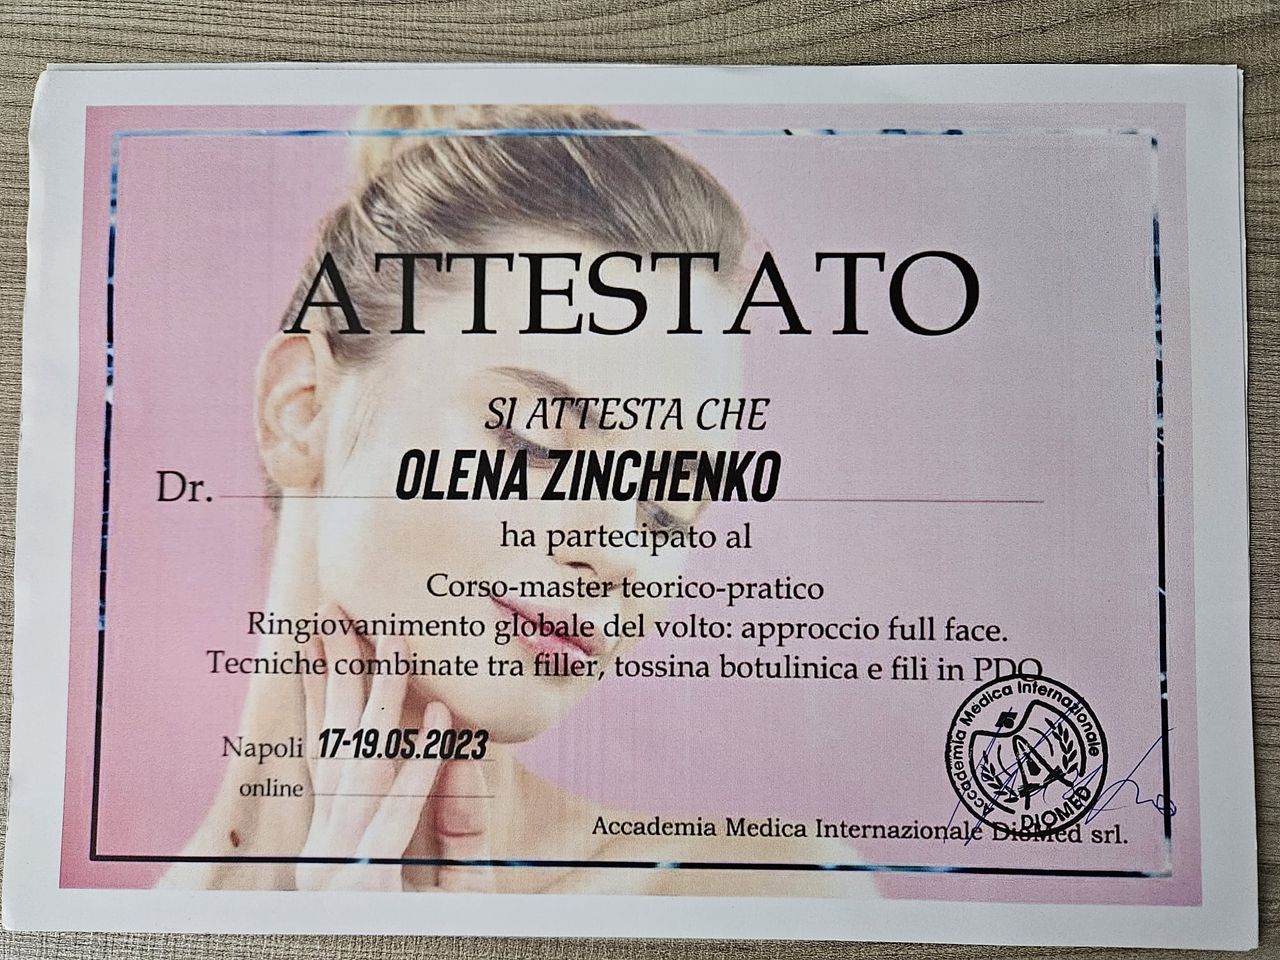 ATTESTATO
SI ATTESTA CHE
Dr. OLENA ZINCHENKO
ha partecipato al
Corso-master teorico-pratico
Ringiovanimento globale del volto: approccio full face.
Tecniche combinate tra filler, tossina botulinica e fili in PDO
Napoli 17-19.05.2023
online
Accademia Medica Internazionale
DIOMED
Accademia Medica Internazionale DioMed srl.